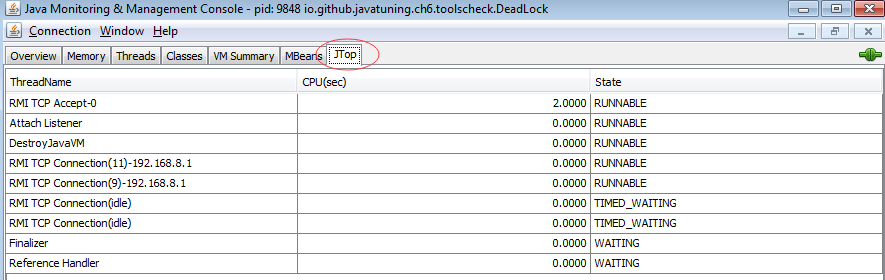 Java Monitoring & Management Console - pid: 9848 io.github.javatuning.ch6.toolscheck.DeadLock
Connection Window Help
Overview Memory Threads Classes VM Summary MBeans JTop
ThreadName CPU(sec) State
RMI TCP Accept-0 2.0000 RUNNABLE
Attach Listener 0.0000 RUNNABLE
DestroyJavaVM 0.0000 RUNNABLE
RMI TCP Connection(11)-192.168.8.1 0.0000 RUNNABLE
RMI TCP Connection(9)-192.168.8.1 0.0000 RUNNABLE
RMI TCP Connection(idle) 0.0000 TIMED_WAITING
RMI TCP Connection(idle) 0.0000 TIMED_WAITING
Finalizer 0.0000 WAITING
Reference Handler 0.0000 WAITING